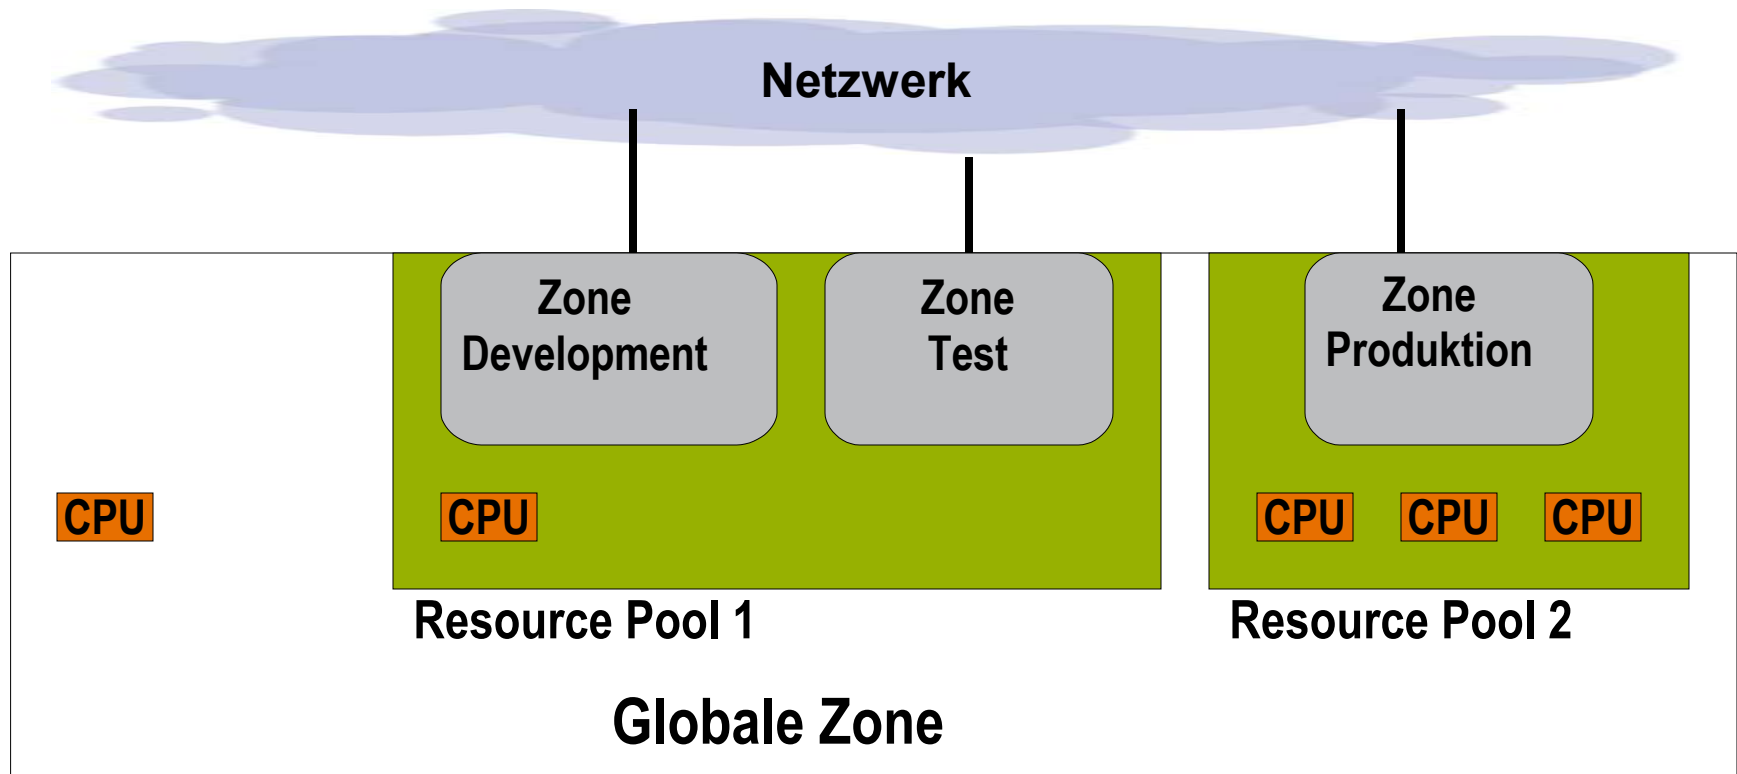 Netzwerk
Zone
Development
Zone
Test
Zone
Produktion
CPU
CPU
CPU
CPU
CPU
Resource Pool 1
Resource Pool 2
Globale Zone